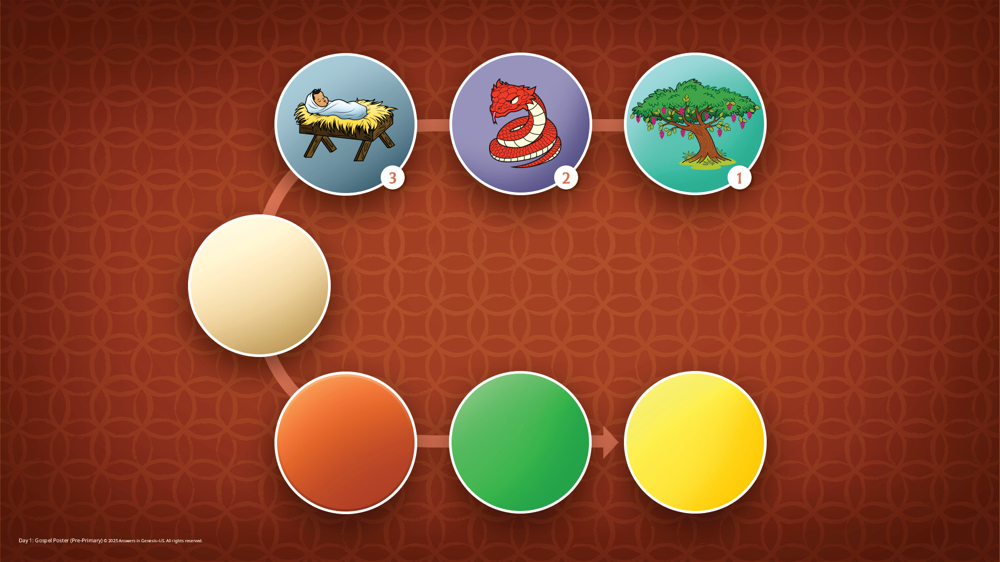 3
2
1
Day 1: Gospel Poster (Pre-Primary) © 2025 Answers in Genesis–US. All rights reserved.